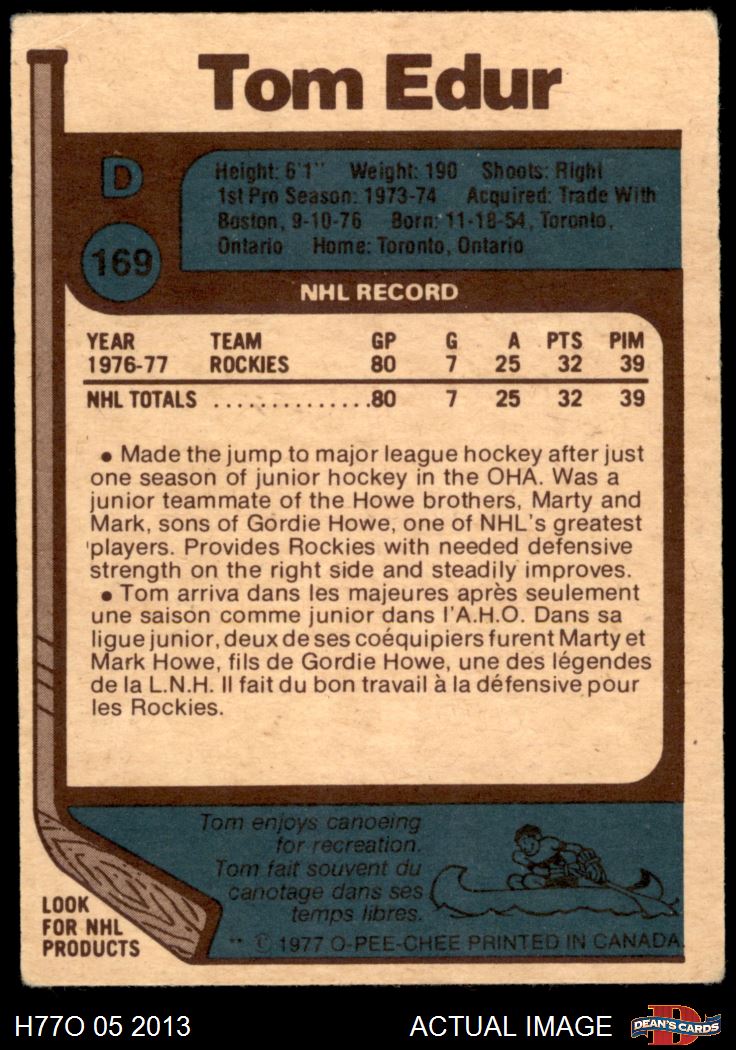 Tom Edur
D
Height: 6'1" Weight: 190 Shoots: Right
1st Pro Season: 1973-74 Acquired: Trade With
Boston, 9-10-76 Born: 11-18-54, Toronto,
Ontario Home: Toronto, Ontario
169
NHL RECORD
YEAR TEAM GP G A PTS PIM
1976-77 ROCKIES 80 7 25 32 39
NHL TOTALS ..............80 7 25 32 39
• Made the jump to major league hockey after just
one season of junior hockey in the OHA. Was a
junior teammate of the Howe brothers, Marty and
Mark, sons of Gordie Howe, one of NHL's greatest
players. Provides Rockies with needed defensive
strength on the right side and steadily improves.
• Tom arriva dans les majeures après seulement
une saison comme junior dans l'A.H.O. Dans sa
ligue junior, deux de ses coéquipiers furent Marty et
Mark Howe, fils de Gordie Howe, une des légendes
de la L.N.H. Il fait du bon travail à la défensive pour
les Rockies.
Tom enjoys canoeing
for recreation.
Tom fait souvent du
canotage dans ses
temps libres.
LOOK
FOR NHL
PRODUCTS
** © 1977 O-PEE-CHEE PRINTED IN CANADA.
H77O 05 2013
ACTUAL IMAGE
DEAN'S CARDS